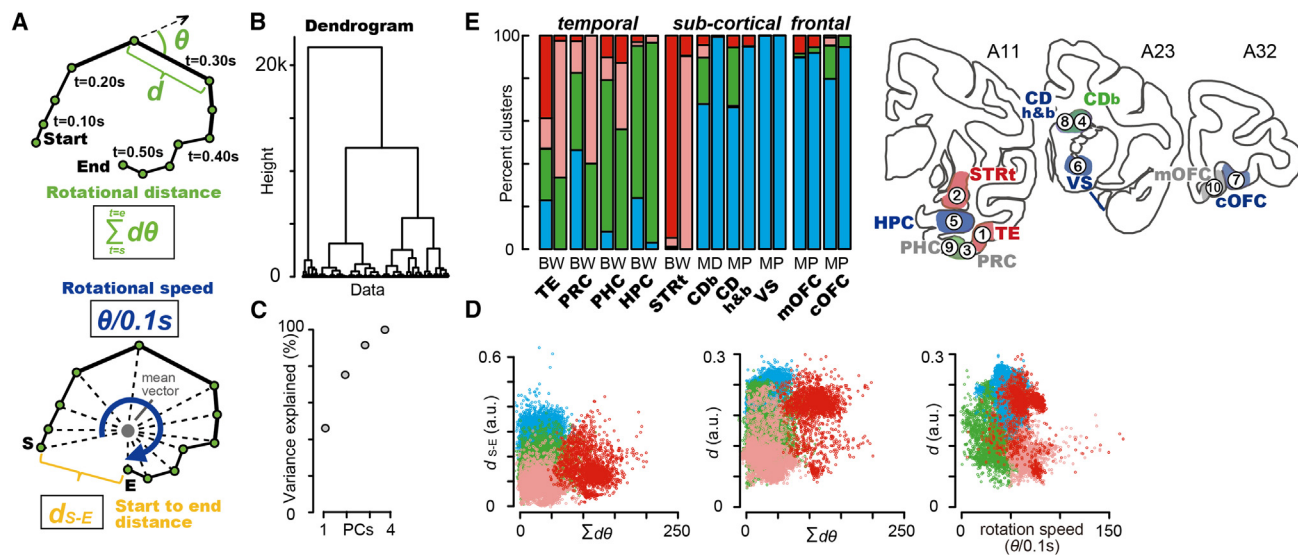 A
θ
t=0.30s
t=0.20s
d
t=0.10s
Start
t=0.40s
t=0.50s
End
Rotational distance
t=e
∑dθ
t=s
Rotational speed
θ/0.1s
mean
vector
S
E
dS-E
Start to end
distance
B
Dendrogram
20k
Height
0
Data
C
100
Variance explained (%)
0
1 PCs 4
E
temporal sub-cortical frontal
100
Percent clusters
0
BW BW BW BW BW MD MP MP MP MP
TE PRC PHC HPC STRt CDb CD h&b VS mOFC cOFC
A11 A23 A32
CD
h&b
CDb
8 4
6
VS
STRt
2
HPC
5
1
TE
PHC
9 3
PRC
mOFC
10
7
cOFC
D
0.6
d S-E (a.u.)
0
0 250
∑dθ
0.3
d (a.u.)
0
0 250
∑dθ
0.3
d (a.u.)
0
0 150
rotation speed
(θ/0.1s)